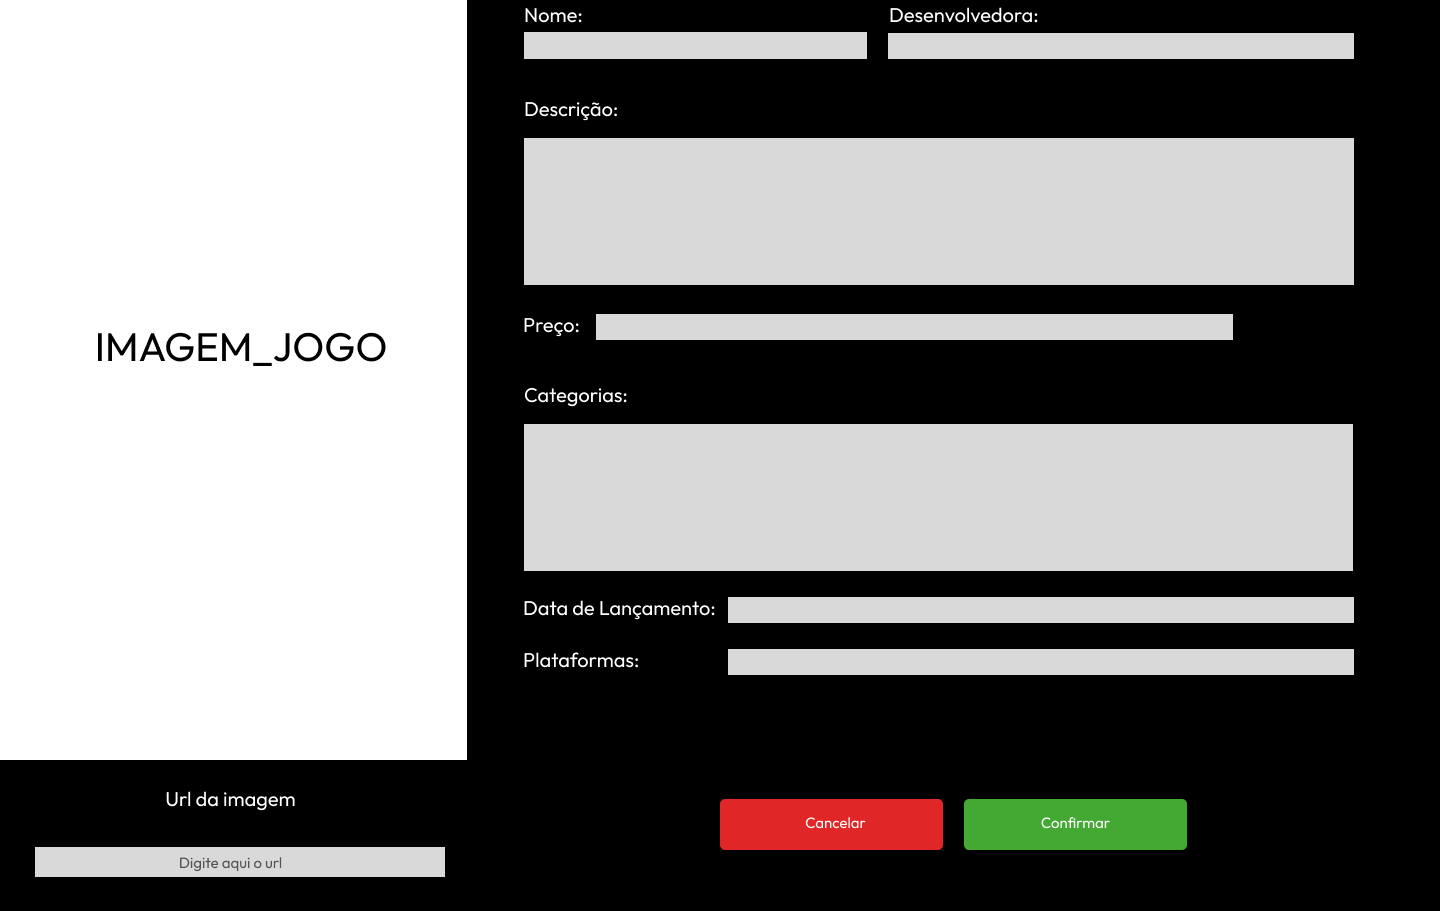 Nome:
Desenvolvedora:
Descrição:
IMAGEM_JOGO
Preço:
Categorias:
Data de Lançamento:
Plataformas:
Url da imagem
Digite aqui o url
Cancelar
Confirmar